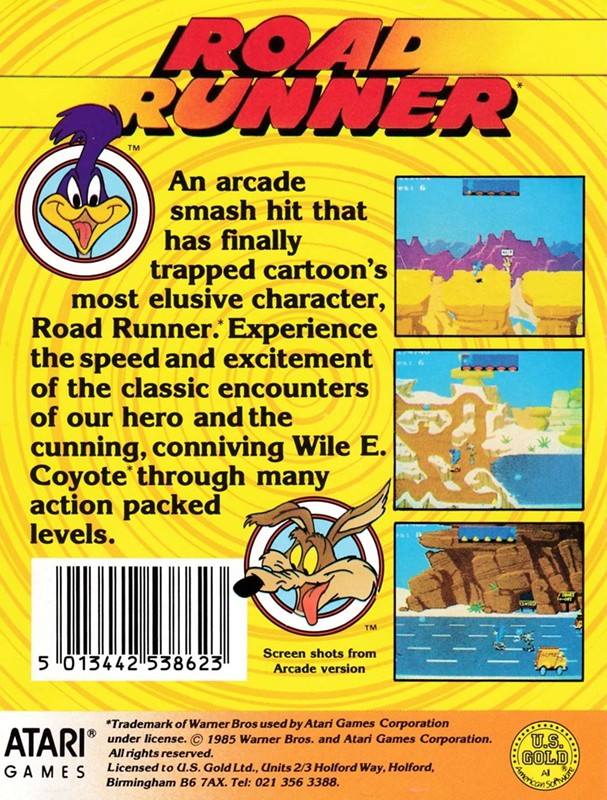 ROAD
RUNNER*
TM
An arcade
smash hit that
has finally
trapped cartoon's
most elusive character,
Road Runner.* Experience
the speed and excitement
of the classic encounters
of our hero and the
cunning, conniving Wile E.
Coyote* through many
action packed
levels.
TM
Screen shots from
Arcade version
5 013442 538623
ATARI®
GAMES
*Trademark of Warner Bros used by Atari Games Corporation
under license. © 1985 Warner Bros. and Atari Games Corporation.
All rights reserved.
Licensed to U.S. Gold Ltd., Units 2/3 Holford Way, Holford,
Birmingham B6 7AX. Tel: 021 356 3388.
U.S.
GOLD
All
American Software
ACME